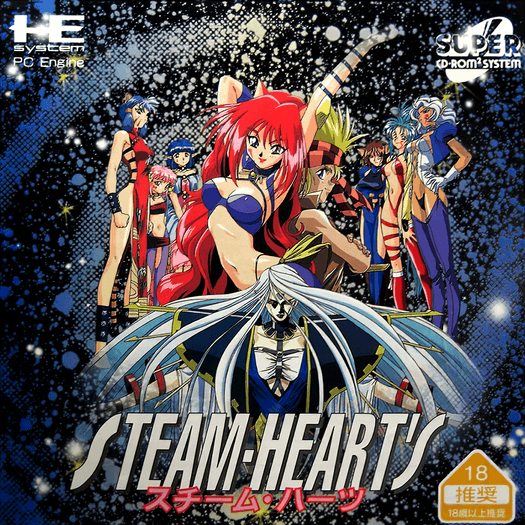 HE
system
PC Engine
SUPER
CD-ROM² SYSTEM
STEAM-HEART'S
スチーム・ハーツ
18
推奨
18歳以上推奨